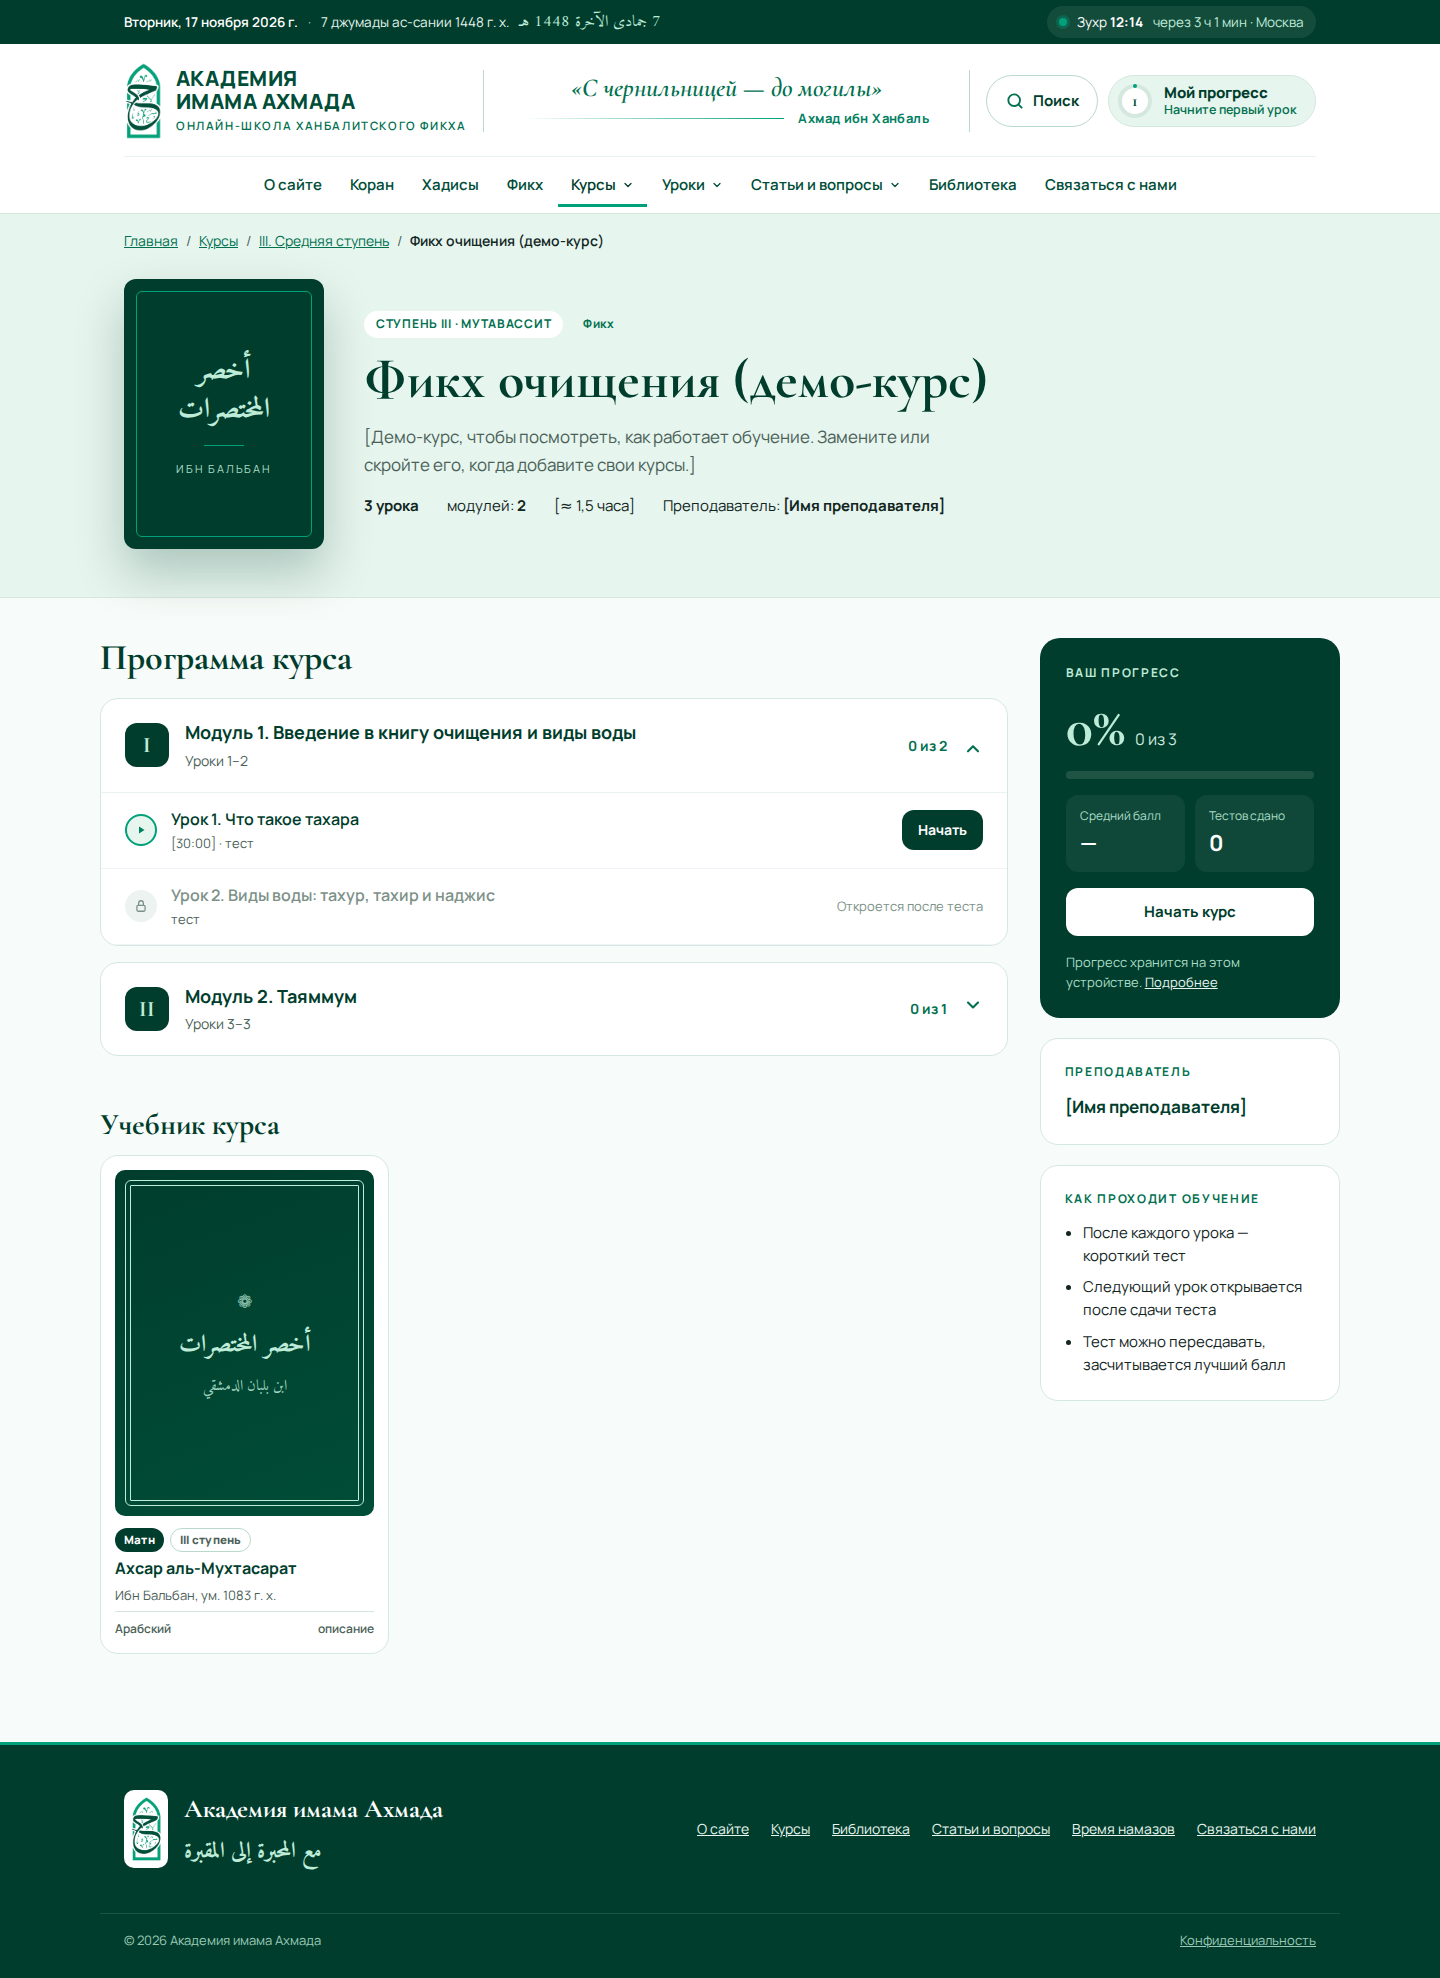 Вторник, 17 ноября 2026 г. · 7 джумады ас-сании 1448 г. х. 7 جمادى الآخرة 1448 هـ
Зухр 12:14 через 3 ч 1 мин · Москва
АКАДЕМИЯ
ИМАМА АХМАДА
ОНЛАЙН-ШКОЛА ХАНБАЛИТСКОГО ФИКХА
«С чернильницей — до могилы»
Ахмад ибн Ханбаль
Поиск
I
Мой прогресс
Начните первый урок
О сайте Коран Хадисы Фикх Курсы Уроки Статьи и вопросы Библиотека Связаться с нами
Главная / Курсы / III. Средняя ступень / Фикх очищения (демо-курс)
أخصر
المختصرات
ИБН БАЛЬБАН
СТУПЕНЬ III · МУТАВАССИТ Фикх
Фикх очищения (демо-курс)
[Демо-курс, чтобы посмотреть, как работает обучение. Замените или
скройте его, когда добавите свои курсы.]
3 урока модулей: 2 [≈ 1,5 часа] Преподаватель: [Имя преподавателя]
Программа курса
I
Модуль 1. Введение в книгу очищения и виды воды
Уроки 1–2
0 из 2
Урок 1. Что такое тахара
[30:00] · тест
Начать
Урок 2. Виды воды: тахур, тахир и наджис
тест
Откроется после теста
II
Модуль 2. Таяммум
Уроки 3–3
0 из 1
Учебник курса
أخصر المختصرات
ابن بلبان الدمشقي
Матн III ступень
Ахсар аль-Мухтасарат
Ибн Бальбан, ум. 1083 г. х.
Арабский описание
ВАШ ПРОГРЕСС
0% 0 из 3
Средний балл
—
Тестов сдано
0
Начать курс
Прогресс хранится на этом
устройстве. Подробнее
ПРЕПОДАВАТЕЛЬ
[Имя преподавателя]
КАК ПРОХОДИТ ОБУЧЕНИЕ
• После каждого урока —
короткий тест
• Следующий урок открывается
после сдачи теста
• Тест можно пересдавать,
засчитывается лучший балл
Академия имама Ахмада
مع المحبرة إلى المقبرة
О сайте Курсы Библиотека Статьи и вопросы Время намазов Связаться с нами
© 2026 Академия имама Ахмада
Конфиденциальность